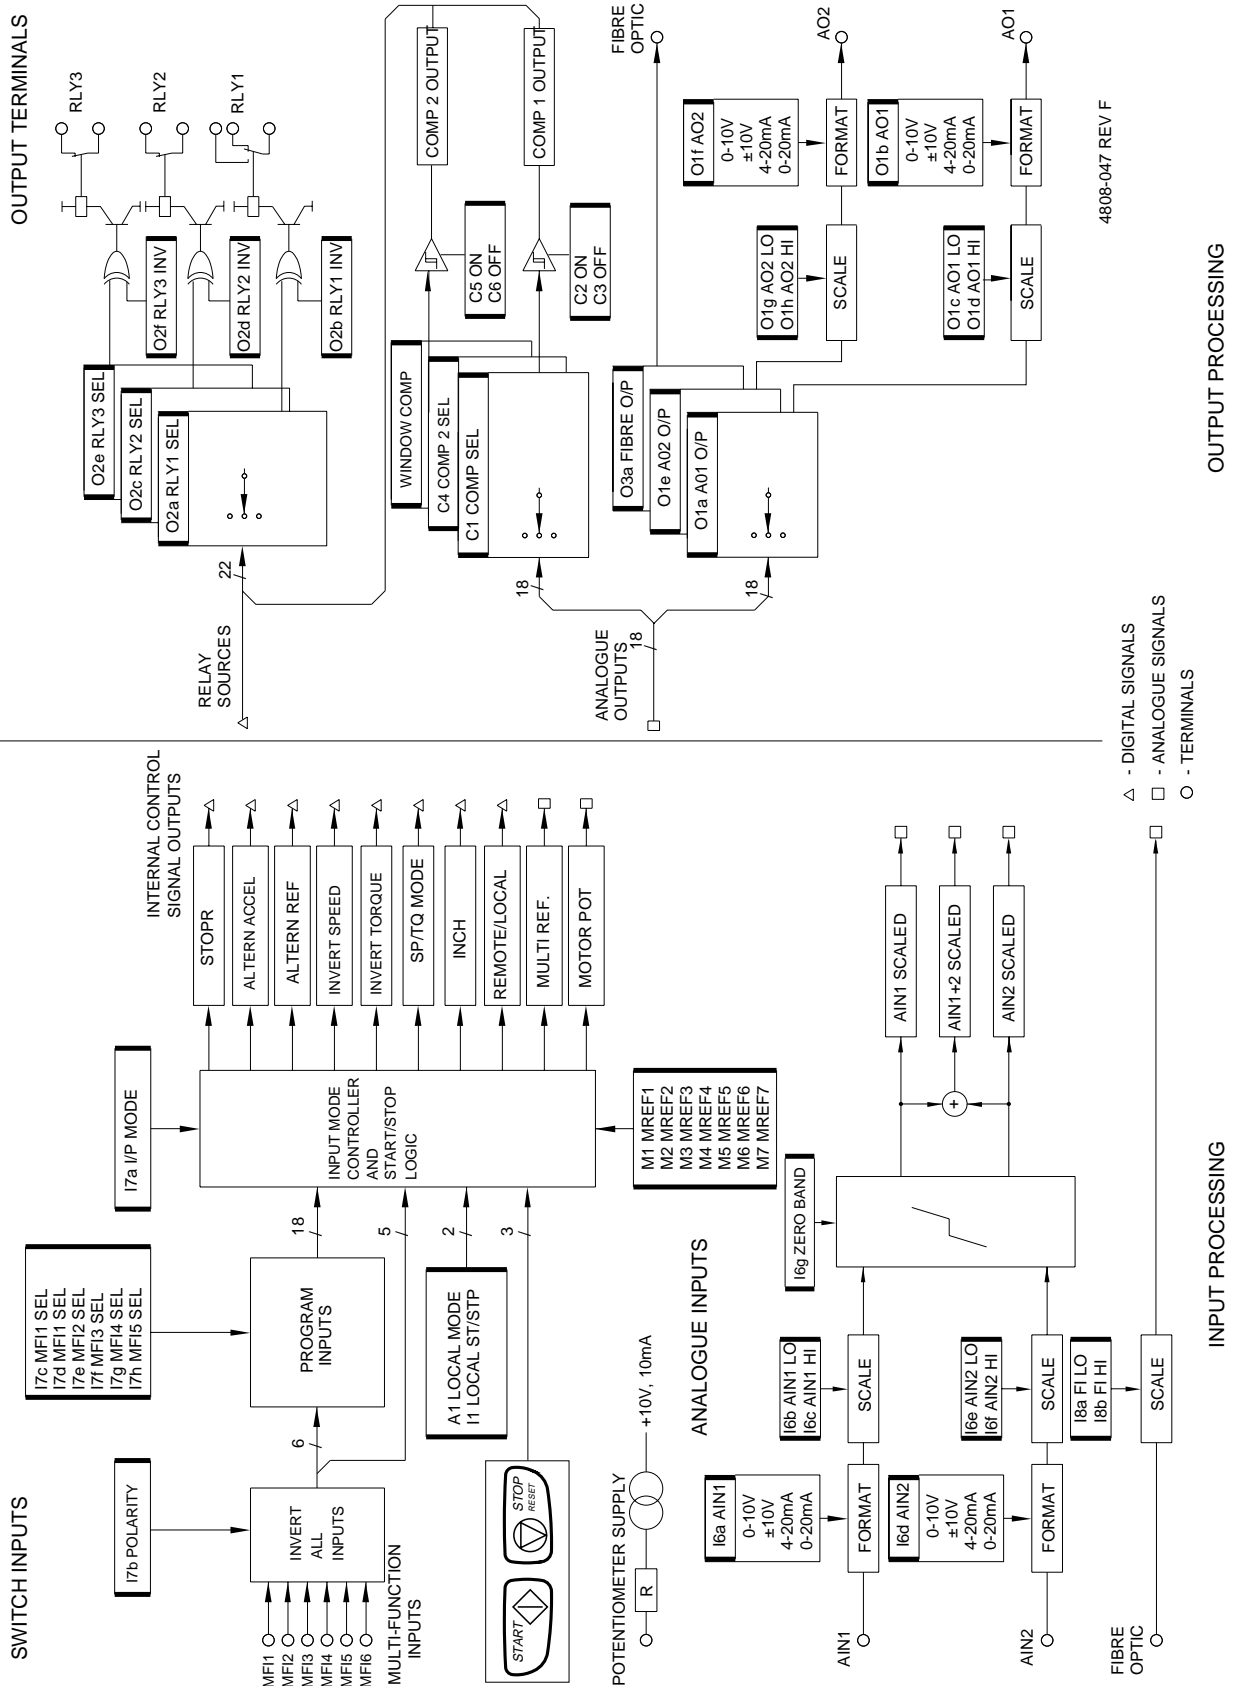 SWITCH INPUTS
I7b POLARITY
I7c MFI1 SEL
I7d MFI1 SEL
I7e MFI2 SEL
I7f MFI3 SEL
I7g MFI4 SEL
I7h MFI5 SEL
I7a I/P MODE
MFI1
MFI2
MFI3
MFI4
MFI5
MFI6
MULTI-FUNCTION
INPUTS
INVERT
ALL
INPUTS
6
PROGRAM
INPUTS
18
5
2
3
A1 LOCAL MODE
I1 LOCAL ST/STP
START
STOP
RESET
INPUT MODE
CONTROLLER
AND
START/STOP
LOGIC
M1 MREF1
M2 MREF2
M3 MREF3
M4 MREF4
M5 MREF5
M6 MREF6
M7 MREF7
INTERNAL CONTROL
SIGNAL OUTPUTS
STOPR
ALTERN ACCEL
ALTERN REF
INVERT SPEED
INVERT TORQUE
SP/TQ MODE
INCH
REMOTE/LOCAL
MULTI REF.
MOTOR POT
POTENTIOMETER SUPPLY
R
+10V, 10mA
ANALOGUE INPUTS
I6a AIN1
0-10V
±10V
4-20mA
0-20mA
I6b AIN1 LO
I6c AIN1 HI
I6g ZERO BAND
AIN1
FORMAT
SCALE
I6d AIN2
0-10V
±10V
4-20mA
0-20mA
I6e AIN2 LO
I6f AIN2 HI
AIN2
FORMAT
SCALE
I8a FI LO
I8b FI HI
FIBRE
OPTIC
SCALE
+
AIN1 SCALED
AIN1+2 SCALED
AIN2 SCALED
INPUT PROCESSING
- DIGITAL SIGNALS
- ANALOGUE SIGNALS
- TERMINALS
OUTPUT TERMINALS
RELAY
SOURCES
22
O2e RLY3 SEL
O2c RLY2 SEL
O2a RLY1 SEL
O2f RLY3 INV
O2d RLY2 INV
O2b RLY1 INV
RLY3
RLY2
RLY1
WINDOW COMP
C4 COMP 2 SEL
C1 COMP SEL
18
C5 ON
C6 OFF
C2 ON
C3 OFF
COMP 2 OUTPUT
COMP 1 OUTPUT
ANALOGUE
OUTPUTS
18
18
O3a FIBRE O/P
O1e A02 O/P
O1a A01 O/P
FIBRE
OPTIC
O1g AO2 LO
O1h AO2 HI
SCALE
O1f AO2
0-10V
±10V
4-20mA
0-20mA
FORMAT
AO2
O1c AO1 LO
O1d AO1 HI
SCALE
O1b AO1
0-10V
±10V
4-20mA
0-20mA
FORMAT
AO1
4808-047 REV F
OUTPUT PROCESSING